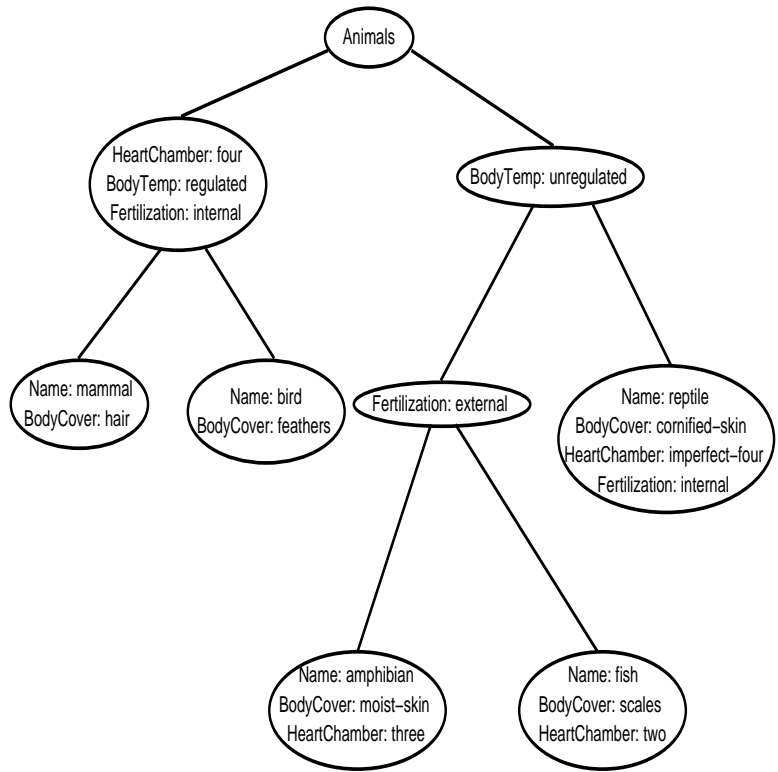 Animals
HeartChamber: four
BodyTemp: regulated
Fertilization: internal
BodyTemp: unregulated
Name: mammal
BodyCover: hair
Name: bird
BodyCover: feathers
Fertilization: external
Name: reptile
BodyCover: cornified-skin
HeartChamber: imperfect-four
Fertilization: internal
Name: amphibian
BodyCover: moist-skin
HeartChamber: three
Name: fish
BodyCover: scales
HeartChamber: two